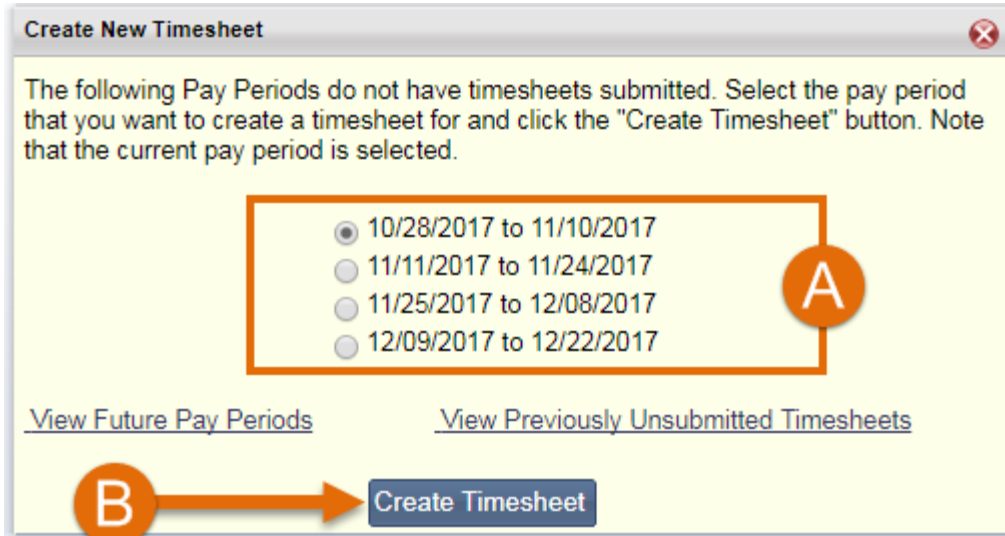 Create New Timesheet
The following Pay Periods do not have timesheets submitted. Select the pay period
that you want to create a timesheet for and click the "Create Timesheet" button. Note
that the current pay period is selected.
10/28/2017 to 11/10/2017
11/11/2017 to 11/24/2017
11/25/2017 to 12/08/2017
12/09/2017 to 12/22/2017
A
View Future Pay Periods View Previously Unsubmitted Timesheets
B Create Timesheet